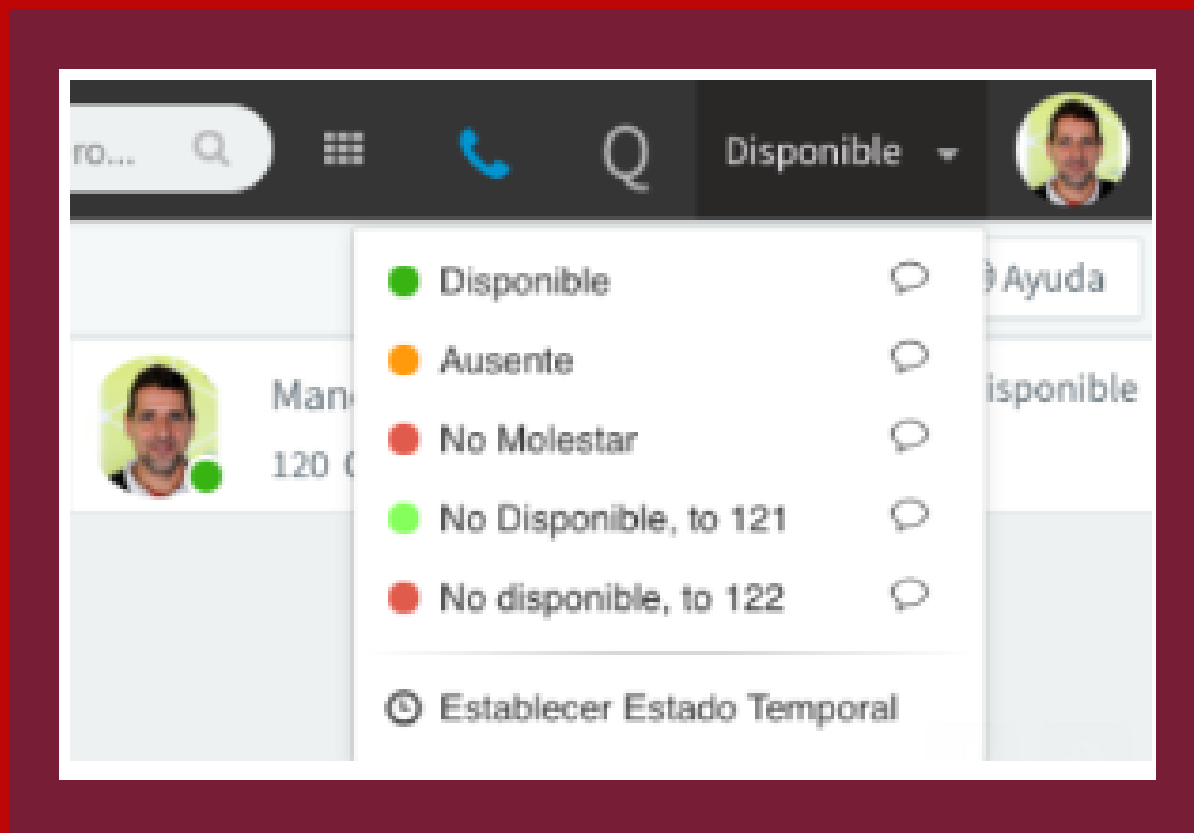 ro...
Q
Disponible
Disponible
Ayuda
Ausente
isponible
Man
No Molestar
120
No Disponible, to 121
No disponible, to 122
Establecer Estado Temporal